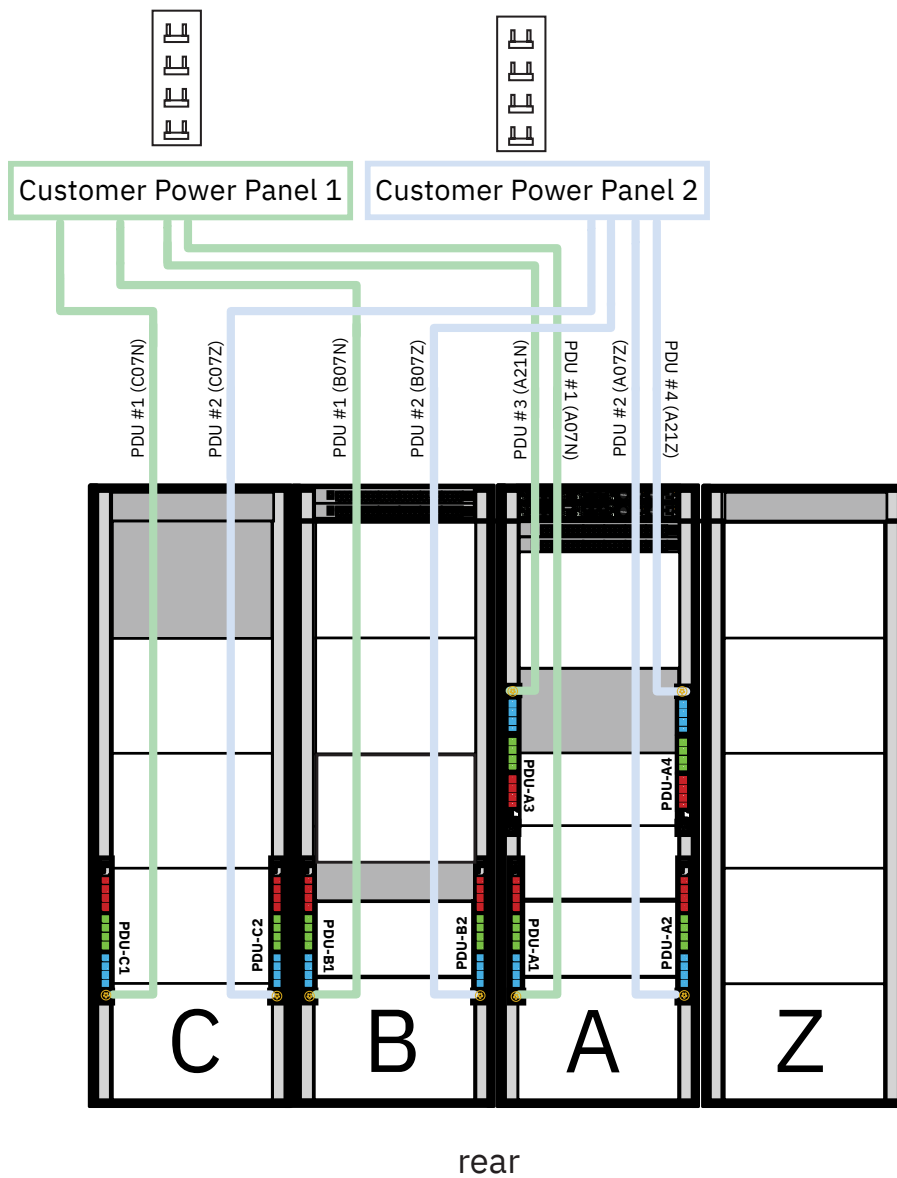 Customer Power Panel 1
Customer Power Panel 2
PDU #1 (C07N)
PDU #2 (C07Z)
PDU #1 (B07N)
PDU #2 (B07Z)
PDU #3 (A21N)
PDU #1 (A07N)
PDU #2 (A07Z)
PDU #4 (A21Z)
PDU-A3
PDU-A4
PDU-C1
PDU-C2
PDU-B1
PDU-B2
PDU-A1
PDU-A2
C
B
A
Z
rear